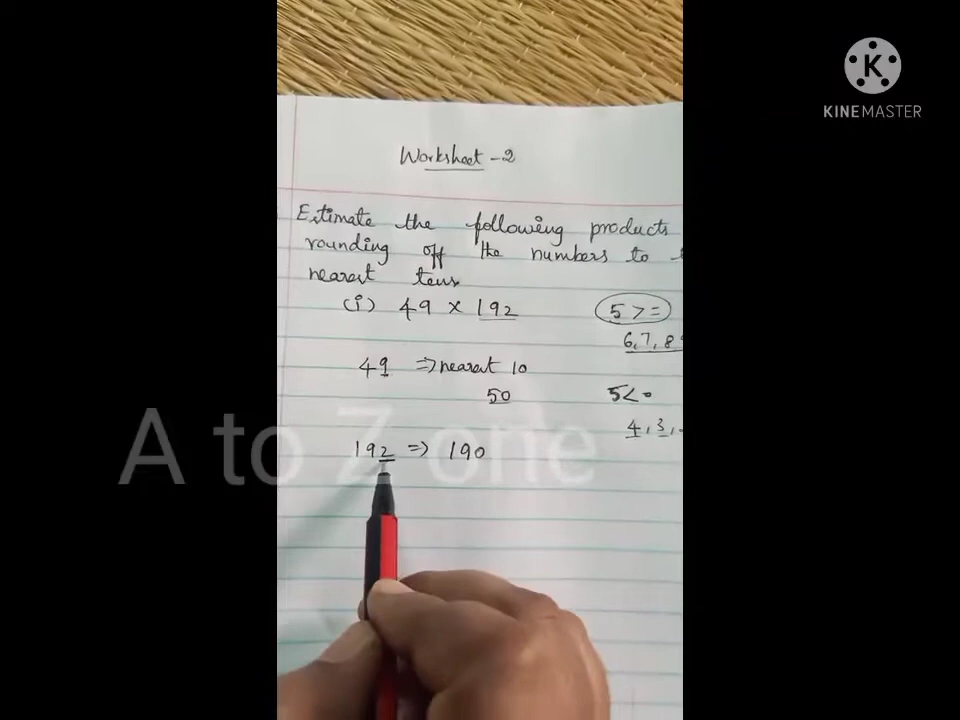 KINEMASTER
Worksheet - 2
Estimate the following products
rounding off the numbers to
nearest tens
(i) 49 × 192
5 > =
6, 7, 8
49 => nearest 10
50
5 <
4, 3,
192 => 190
A to Z one